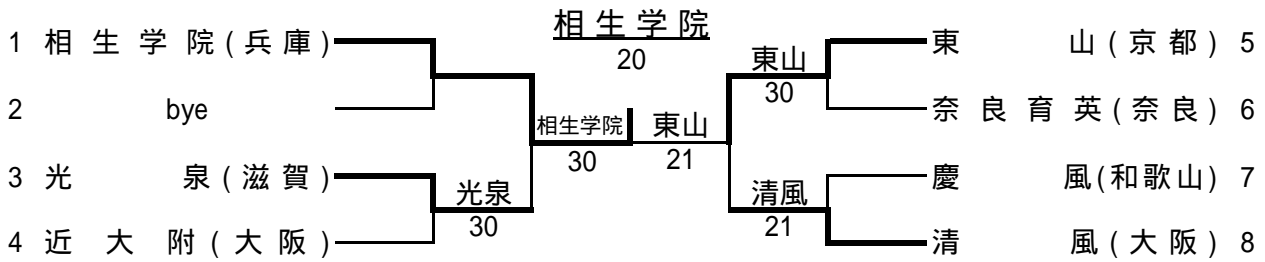 相生学院
20
1 相生学院(兵庫)
2 bye
3 光泉(滋賀)
4 近大附(大阪)
光泉
30
相生学院
30
東山
21
東山
30
清風
21
東山(京都) 5
奈良育英(奈良) 6
慶風(和歌山) 7
清風(大阪) 8